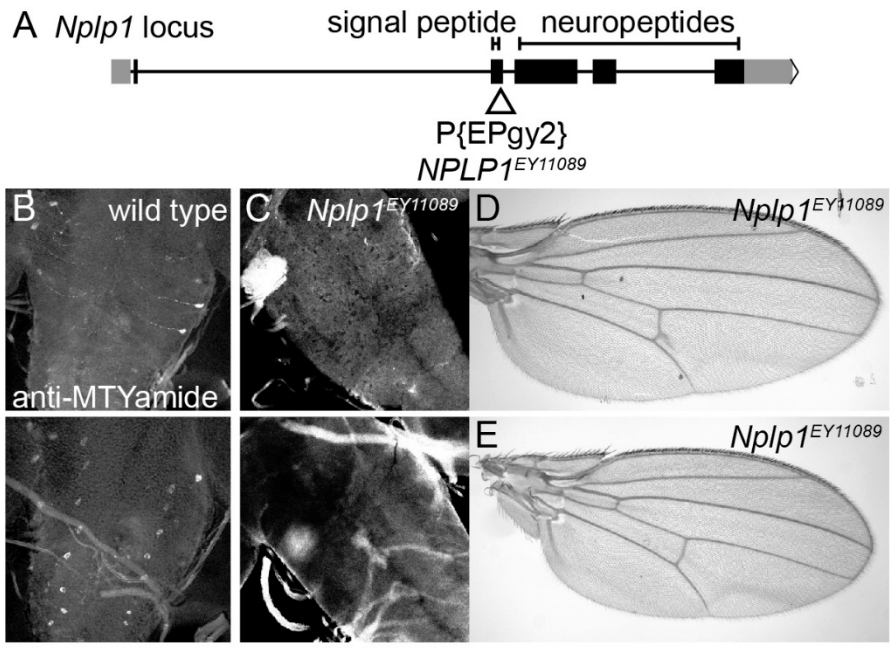 A
Nplp1 locus
signal peptide
neuropeptides
P{EPgy2}
NPLP1EY11089
B
wild type
C
Nplp1EY11089
D
Nplp1EY11089
anti-MTYamide
E
Nplp1EY11089